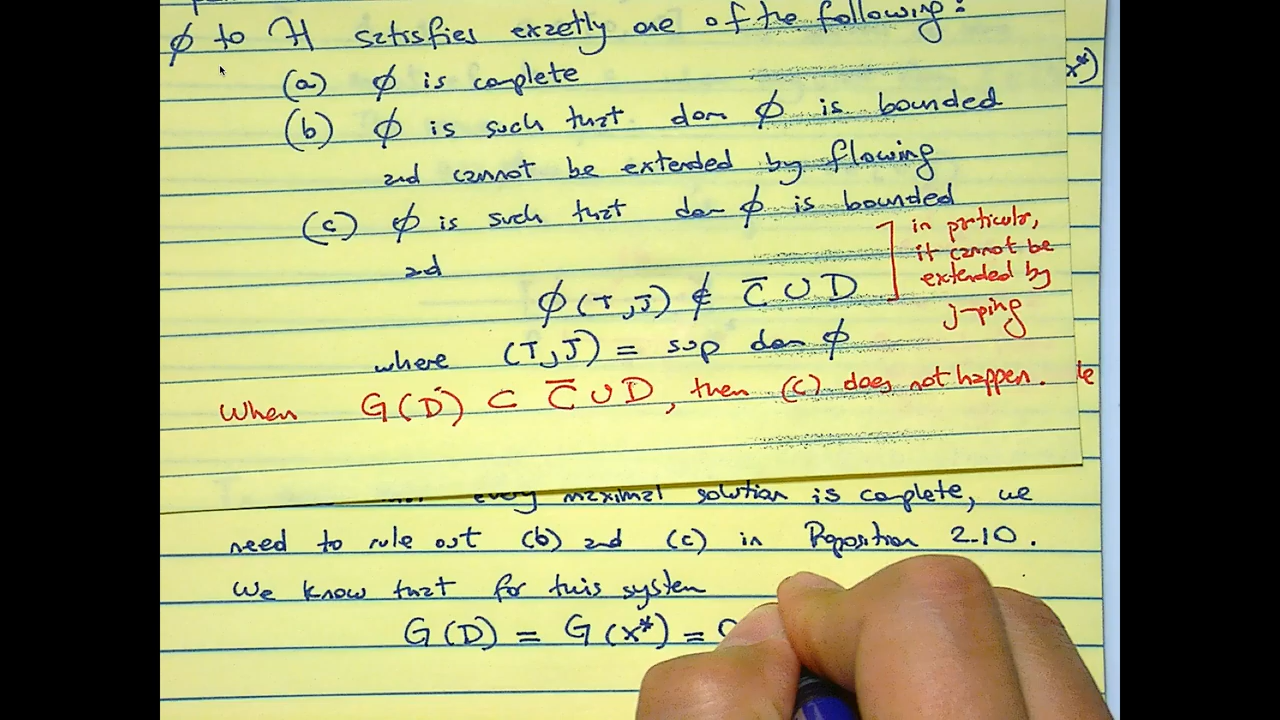 φ to H satisfies exactly one of the following:
(a) φ is complete
x*)
(b) φ is such that dom φ is bounded
and cannot be extended by flowing
(c) φ is such that dom φ is bounded
and
φ(T,J) ∉ C̅ ∪ D
in particular,
it cannot be
extended by
j-ping
where (T,J) = sup dom φ
When G(D) ⊂ C̅ ∪ D, then (c) does not happen.
te
every maximal solution is complete, we
need to rule out (b) and (c) in Proposition 2.10.
We know that for this system
G(D) = G(x*) =